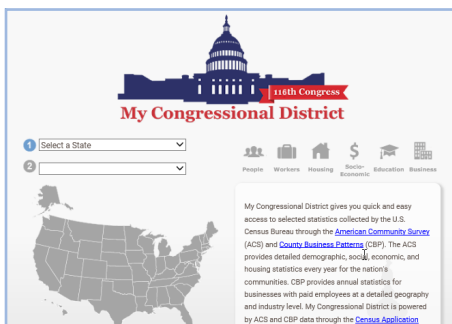 116th Congress
My Congressional District
1 Select a State
2
People Workers Housing Socio-Economic Education Business
My Congressional District gives you quick and easy
access to selected statistics collected by the U.S.
Census Bureau through the American Community Survey
(ACS) and County Business Patterns (CBP). The ACS
provides detailed demographic, social, economic, and
housing statistics every year for the nation's
communities. CBP provides annual statistics for
businesses with paid employees at a detailed geography
and industry level. My Congressional District is powered
by ACS and CBP data through the Census Application